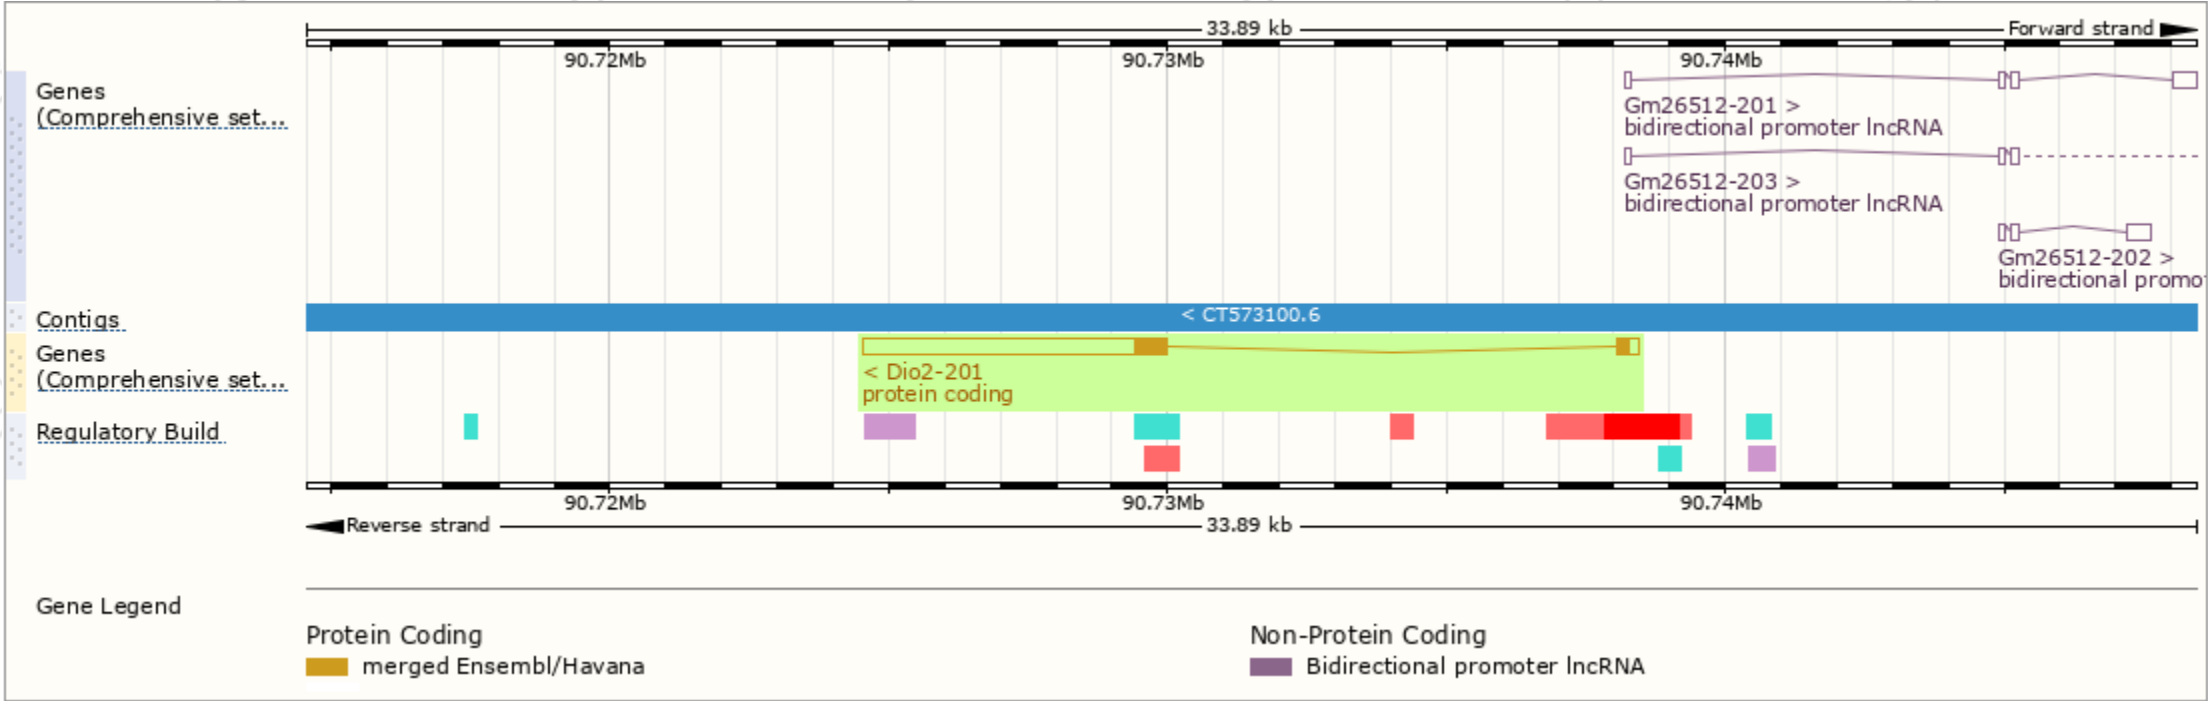 33.89 kb
Forward strand
90.72Mb 90.73Mb 90.74Mb
Genes
(Comprehensive set...
Gm26512-201 >
bidirectional promoter lncRNA
Gm26512-203 >
bidirectional promoter lncRNA
Gm26512-202 >
bidirectional promo
Contigs
< CT573100.6
Genes
(Comprehensive set...
< Dio2-201
protein coding
Regulatory Build
90.72Mb 90.73Mb 90.74Mb
Reverse strand
33.89 kb
Gene Legend
Protein Coding
merged Ensembl/Havana
Non-Protein Coding
Bidirectional promoter lncRNA